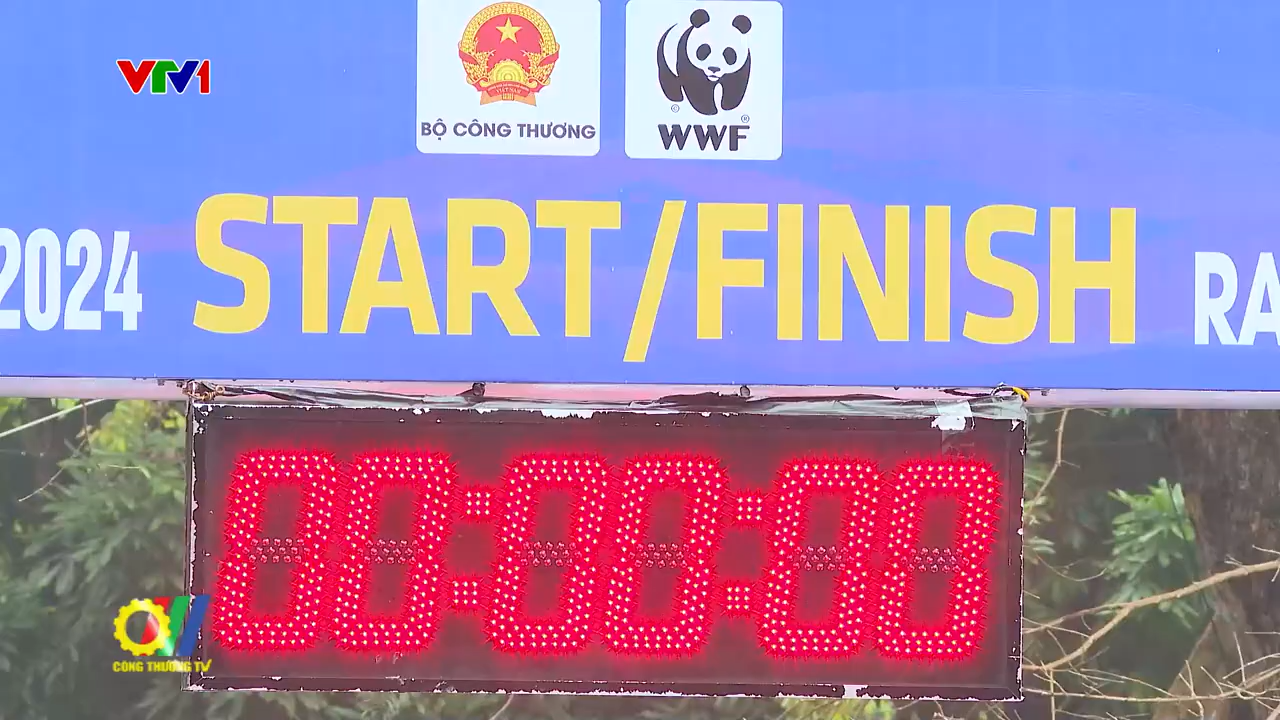 VTV1
BỘ CÔNG THƯƠNG
WWF
2024 START/FINISH RA
00:00:00
CÔNG THƯƠNG TV